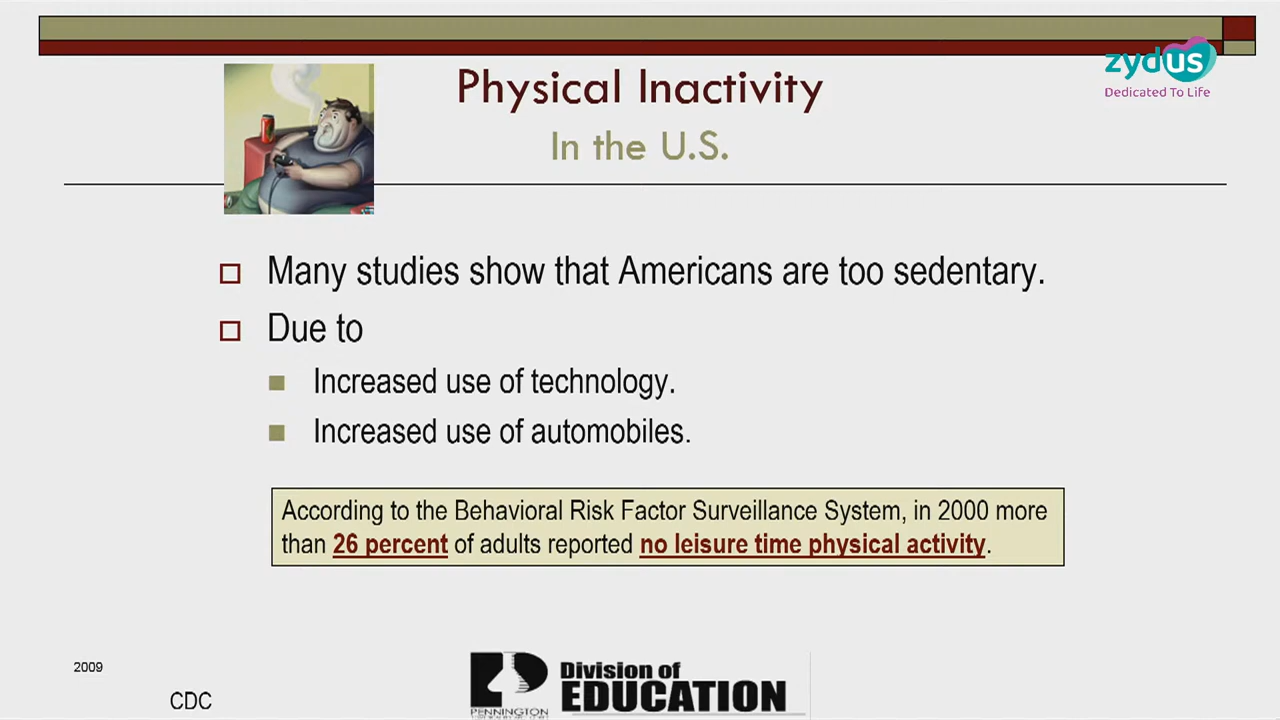 zydus
Dedicated To Life
Physical Inactivity
In the U.S.
Many studies show that Americans are too sedentary.
Due to
Increased use of technology.
Increased use of automobiles.
According to the Behavioral Risk Factor Surveillance System, in 2000 more
than 26 percent of adults reported no leisure time physical activity.
2009
CDC
Division of
EDUCATION
PENNINGTON